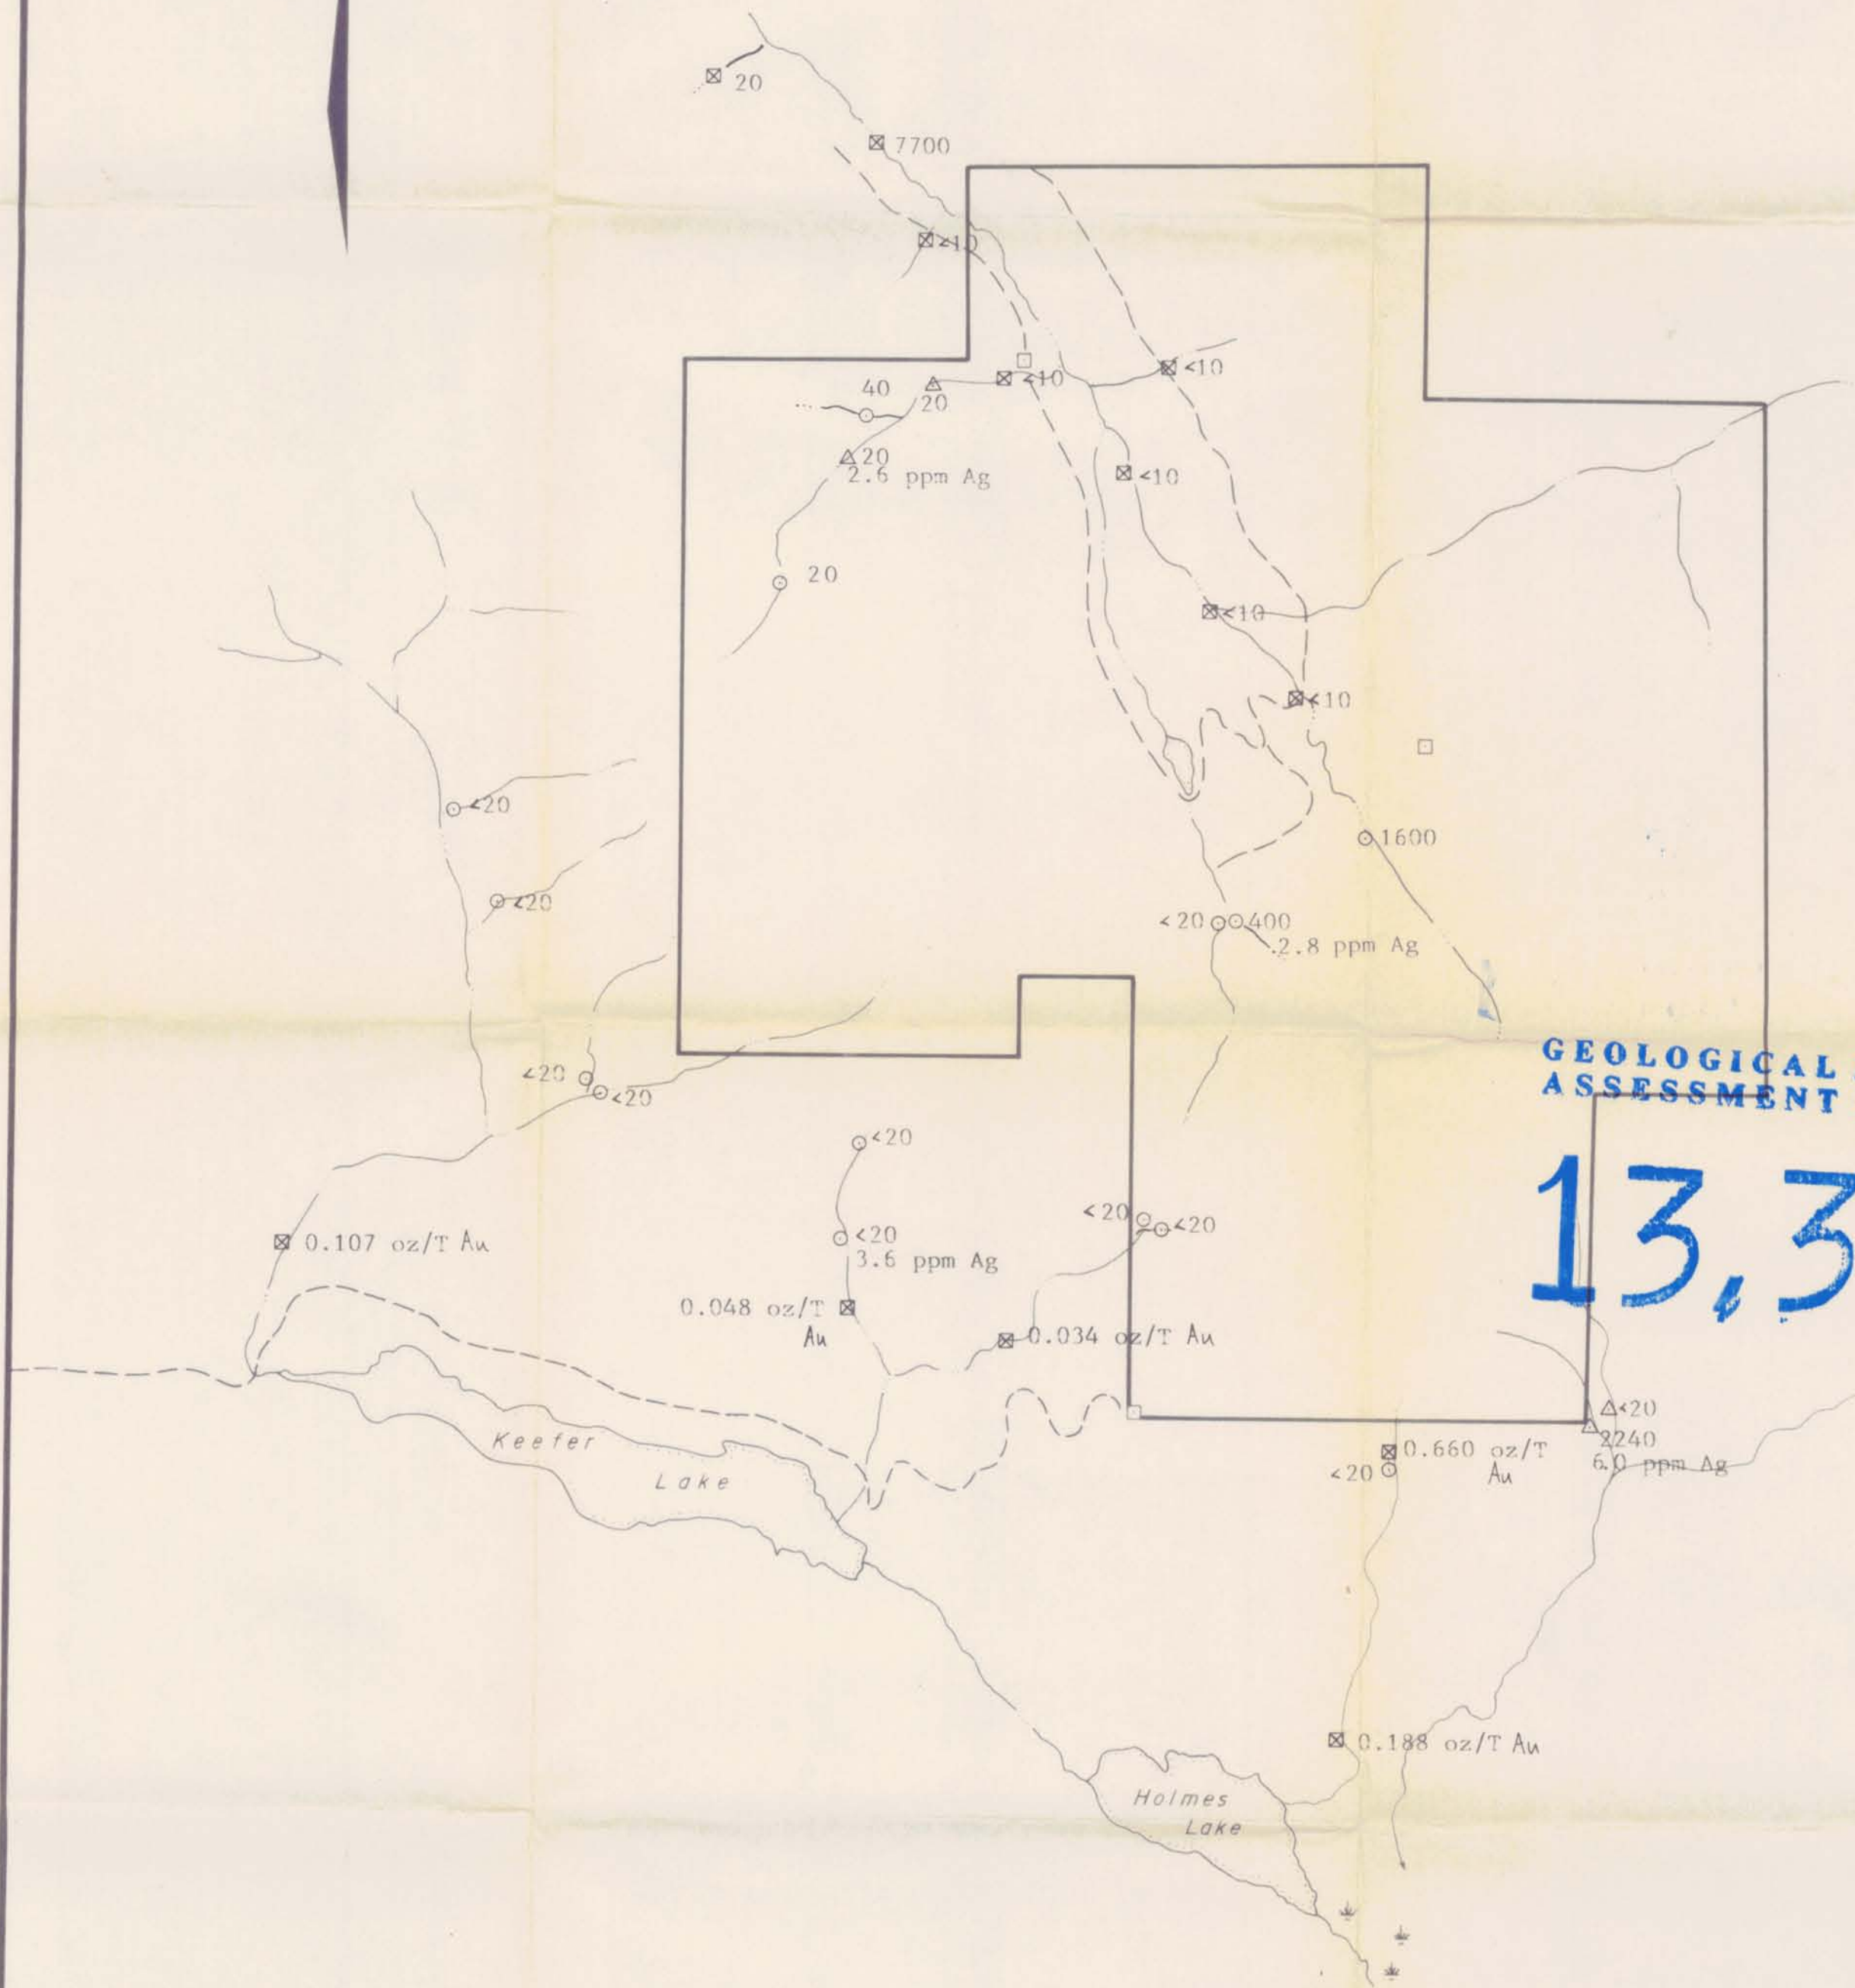 20
7700
<10
<10
<10
40
20
20
2.6 ppm Ag
<10
20
<10
<10
<20
1600
<20
<20 400
2.8 ppm Ag
GEOLOGICAL
ASSESSMENT
13,3
<20
<20
<20
<20
3.6 ppm Ag
<20
<20
0.107 oz/T Au
0.048 oz/T
Au
0.034 oz/T Au
<20
2240
6.0 ppm Ag
0.660 oz/T
Au
<20
Keefer
Lake
0.188 oz/T Au
Holmes
Lake